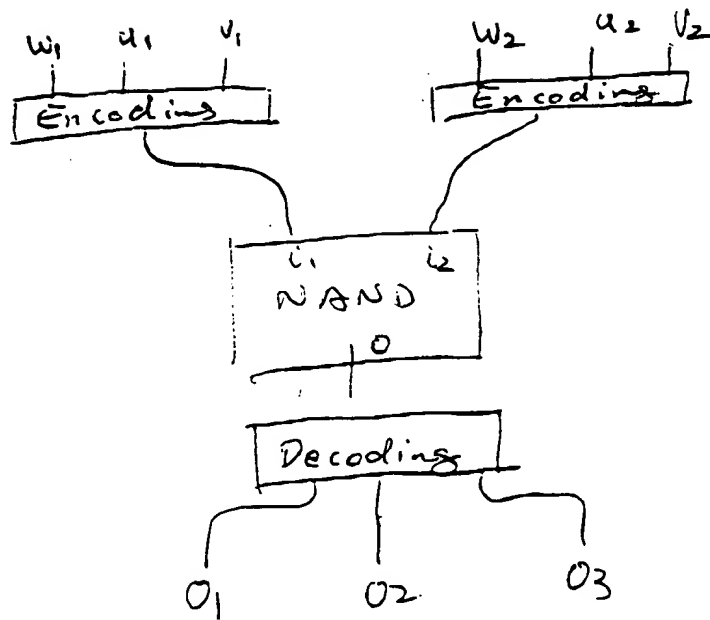 w₁ u₁ v₁
w₂ u₂ v₂
Encoding
Encoding
i₁ i₂
NAND
O
Decoding
O₁ O2 O3